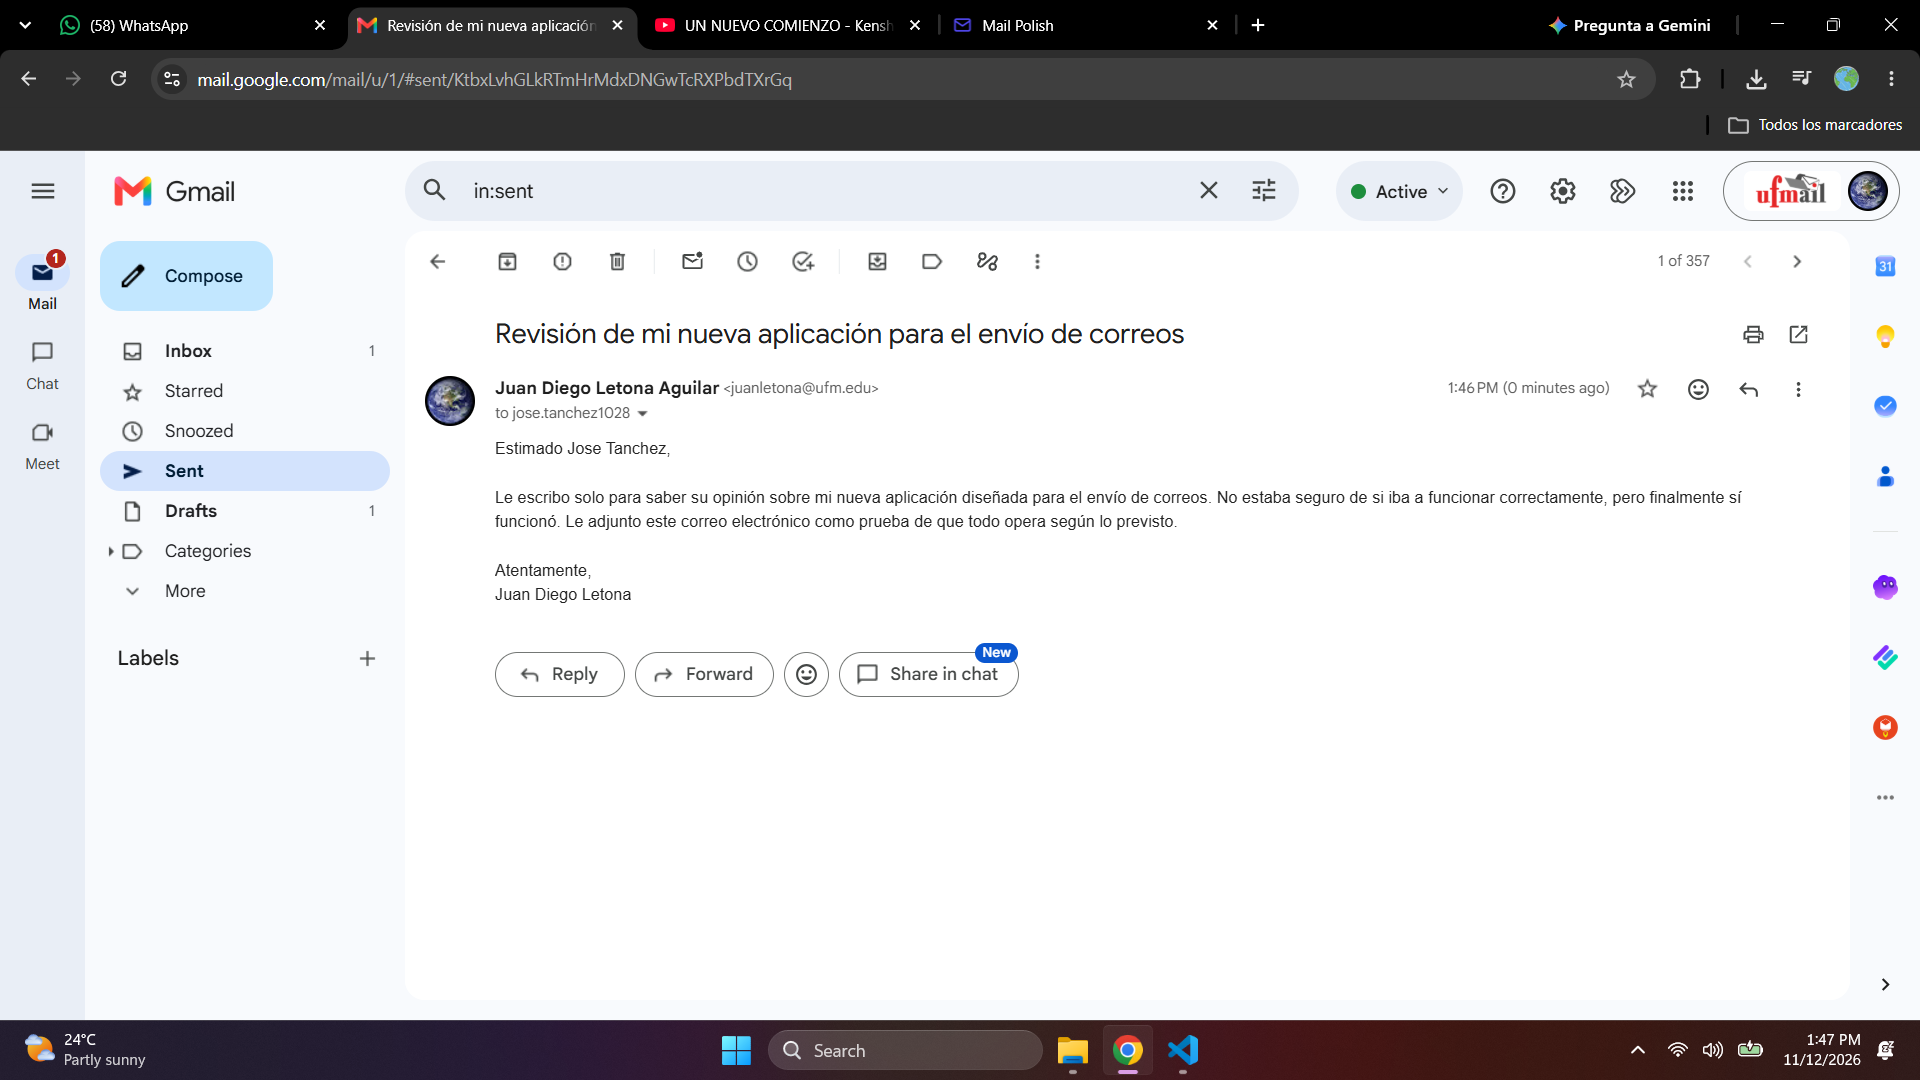 (58) WhatsApp
Revisión de mi nueva aplicación
UN NUEVO COMIENZO - Kensh
Mail Polish
Pregunta a Gemini
mail.google.com/mail/u/1/#sent/KtbxLvhGLkRTmHrMdxDNGwTcRXPbdTXrGq
Todos los marcadores
Gmail
in:sent
Active
ufmail
1
Mail
Chat
Meet
Compose
Inbox 1
Starred
Snoozed
Sent
Drafts 1
Categories
More
Labels
1 of 357
31
Revisión de mi nueva aplicación para el envío de correos
Juan Diego Letona Aguilar <juanletona@ufm.edu>
1:46 PM (0 minutes ago)
to jose.tanchez1028
Estimado Jose Tanchez,
Le escribo solo para saber su opinión sobre mi nueva aplicación diseñada para el envío de correos. No estaba seguro de si iba a funcionar correctamente, pero finalmente sí
funcionó. Le adjunto este correo electrónico como prueba de que todo opera según lo previsto.
Atentamente,
Juan Diego Letona
Reply
Forward
Share in chat
New
24°C
Partly sunny
Search
1:47 PM
11/12/2026